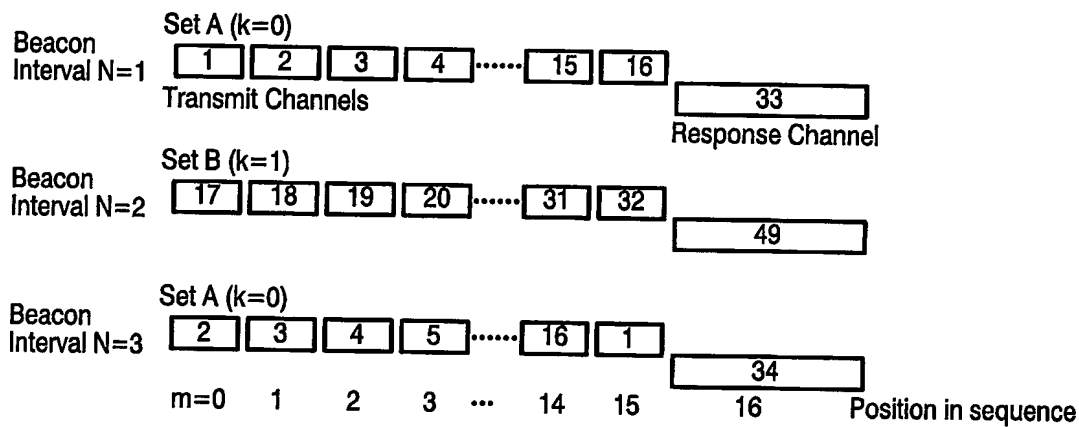 Set A (k=0)
Beacon
Interval N=1
1 2 3 4 ...... 15 16
33
Transmit Channels
Response Channel
Set B (k=1)
Beacon
Interval N=2
17 18 19 20 ...... 31 32
49
Set A (k=0)
Beacon
Interval N=3
2 3 4 5 ...... 16 1
34
m=0 1 2 3 ... 14 15 16 Position in sequence